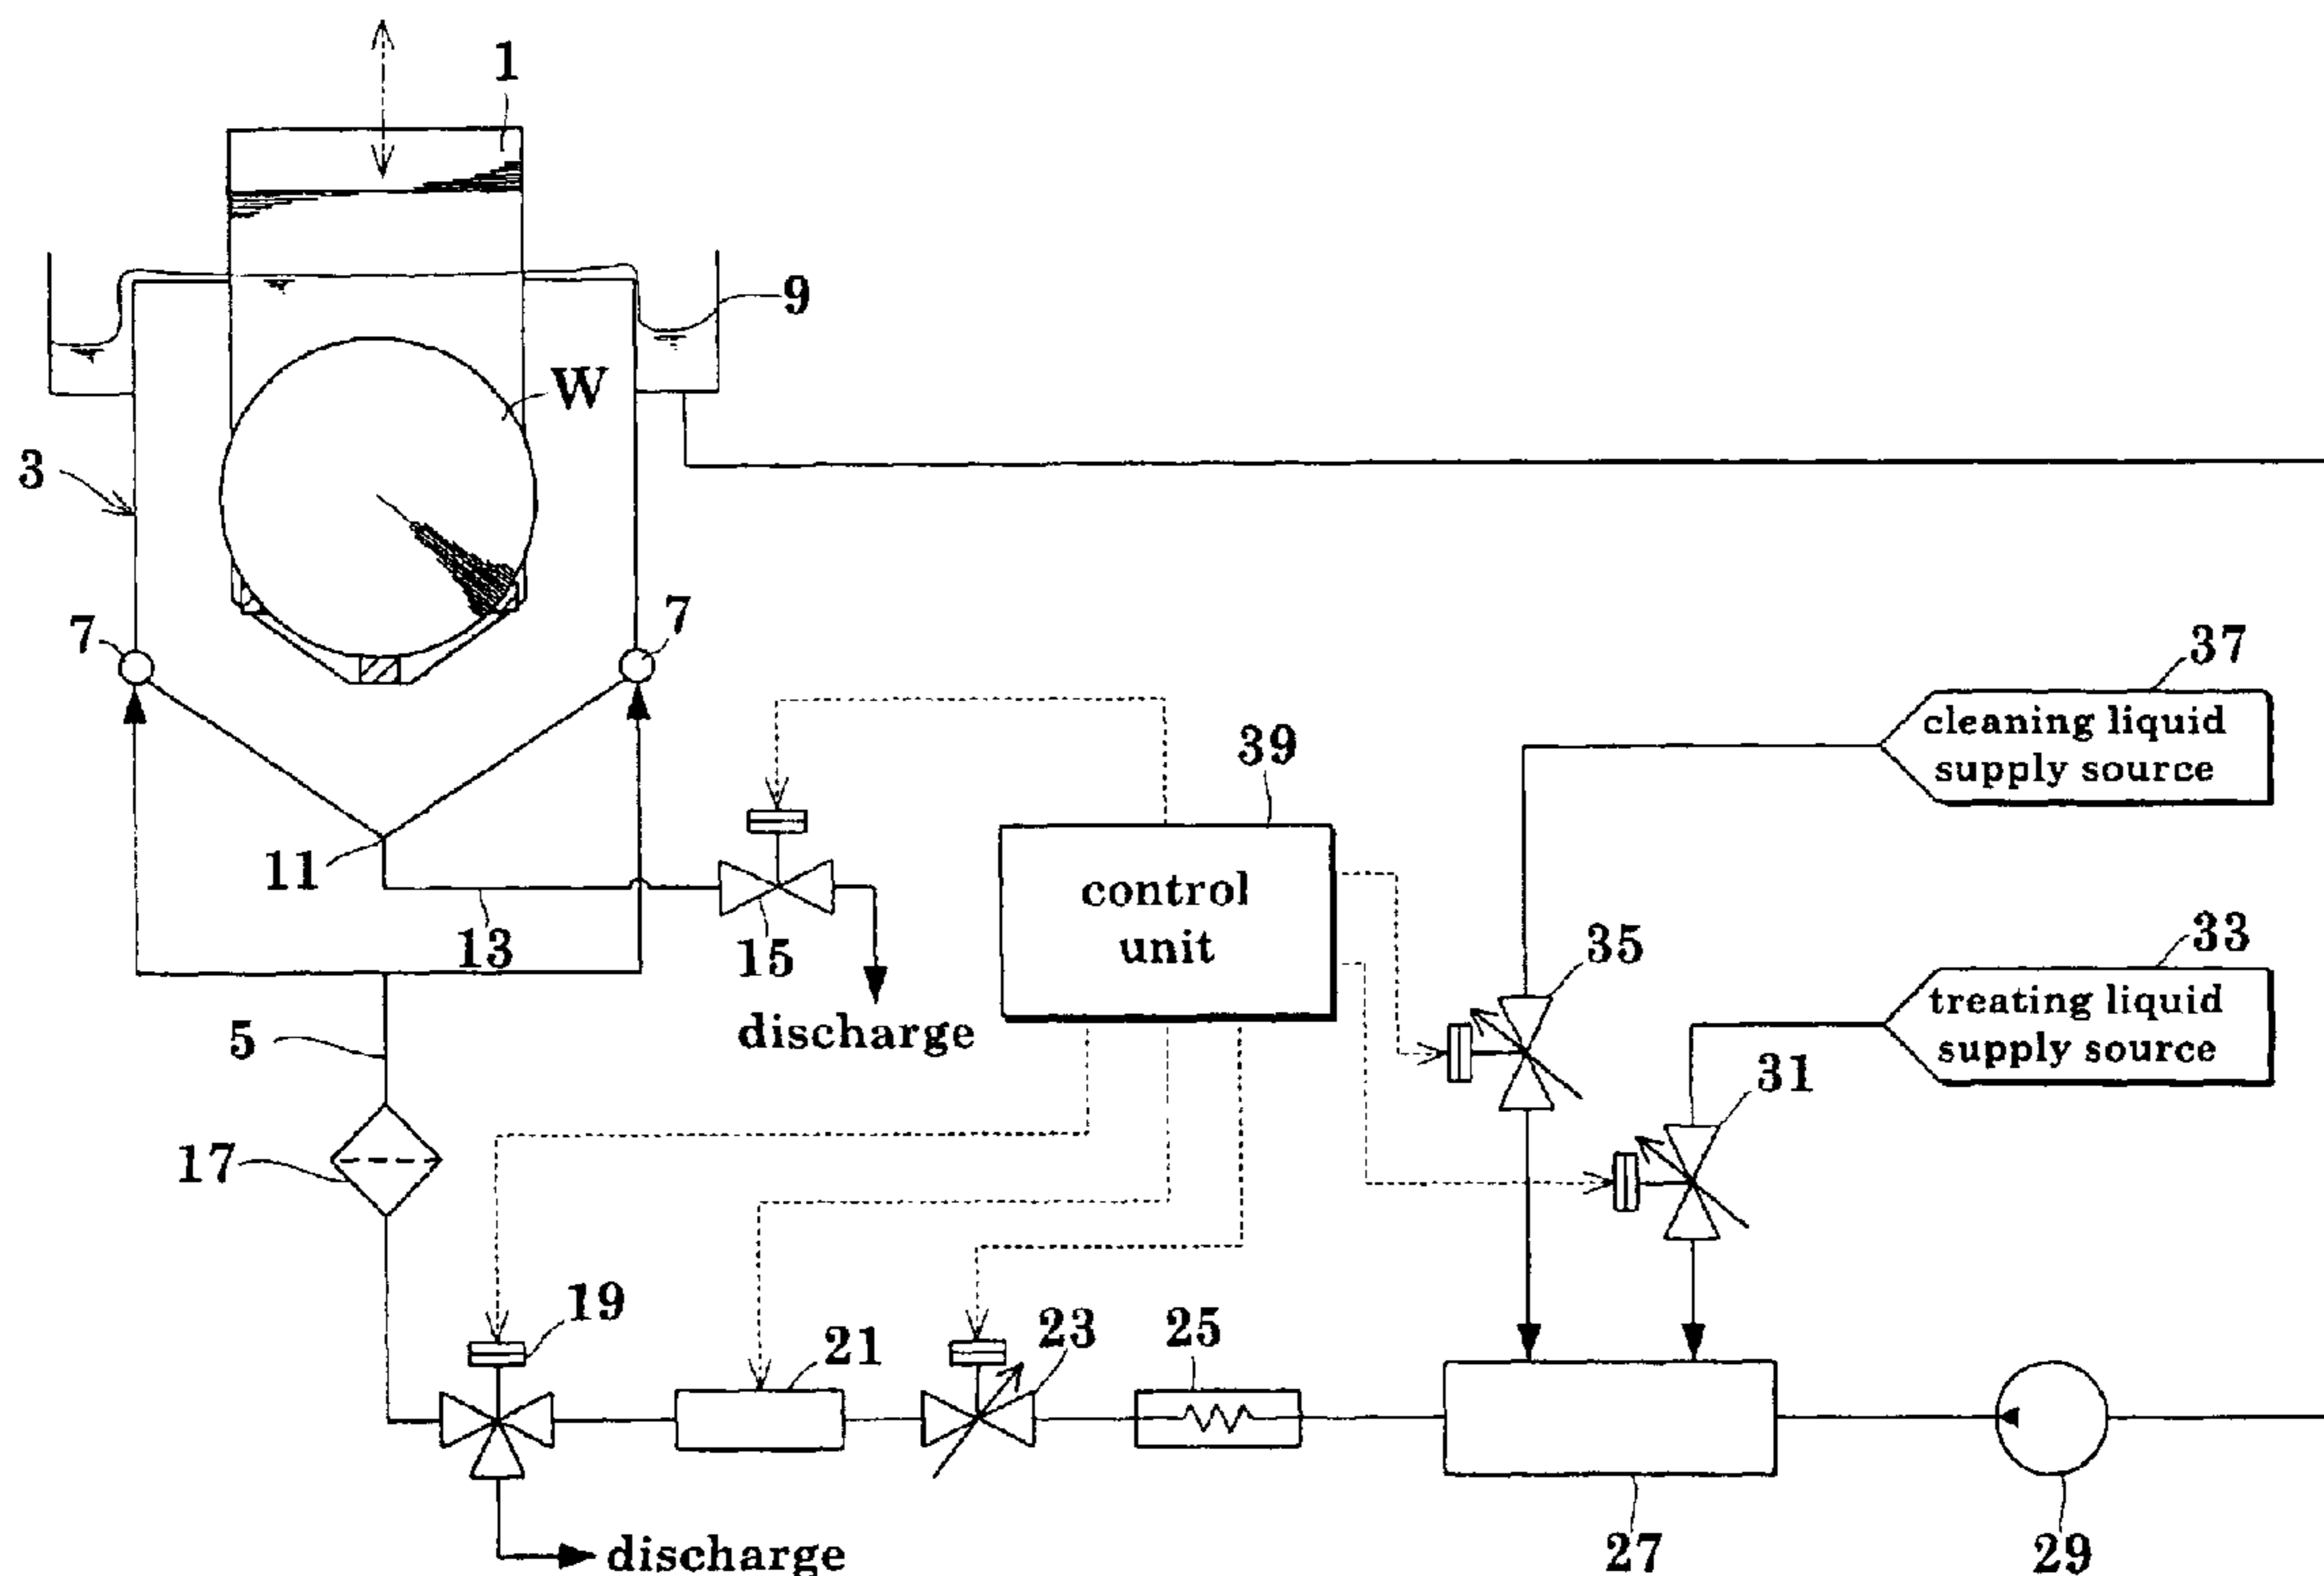 1
9
W
3
7
7
37
cleaning liquid
supply source
39
11
control
unit
13
15
35
33
treating liquid
supply source
discharge
5
31
17
19
21
23
25
discharge
27
29